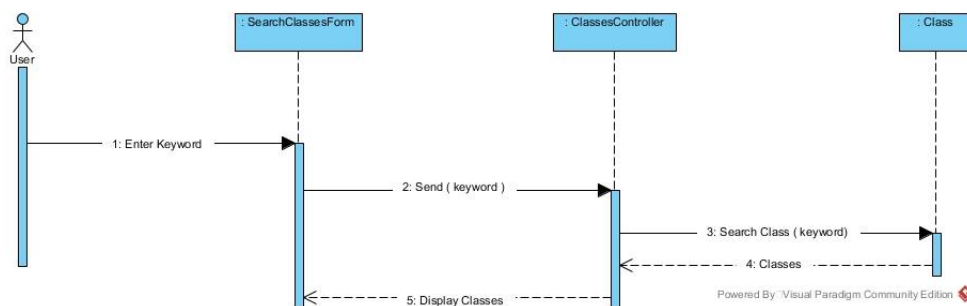 : SearchClassesForm
: ClassesController
: Class
User
1: Enter Keyword
2: Send ( keyword )
3: Search Class ( keyword)
4: Classes
5: Display Classes
Powered By Visual Paradigm Community Edition